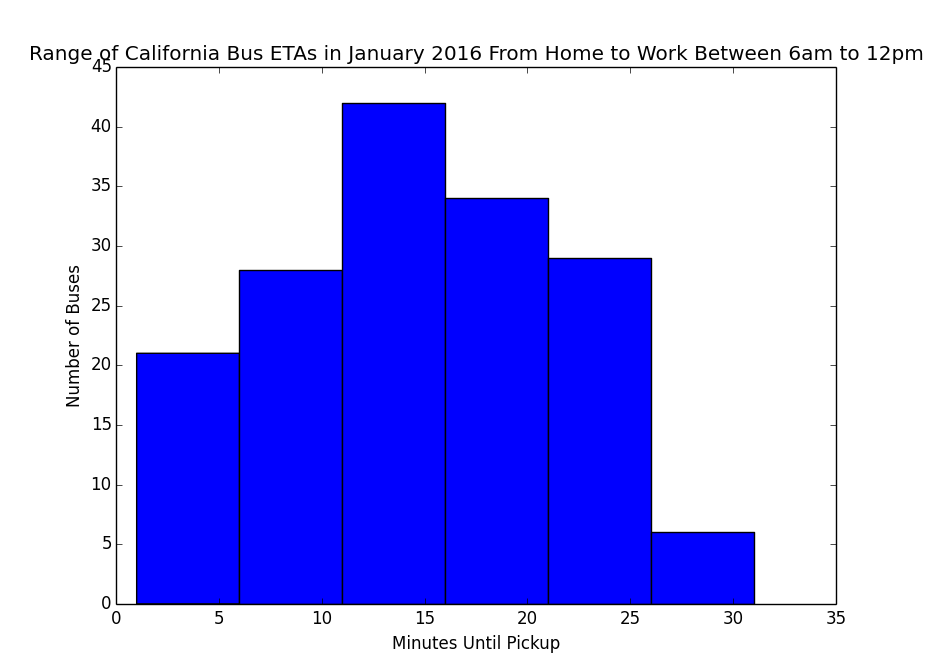 Range of California Bus ETAs in January 2016 From Home to Work Between 6am to 12pm
45
40
35
30
25
20
15
10
5
0
Number of Buses
0 5 10 15 20 25 30 35
Minutes Until Pickup